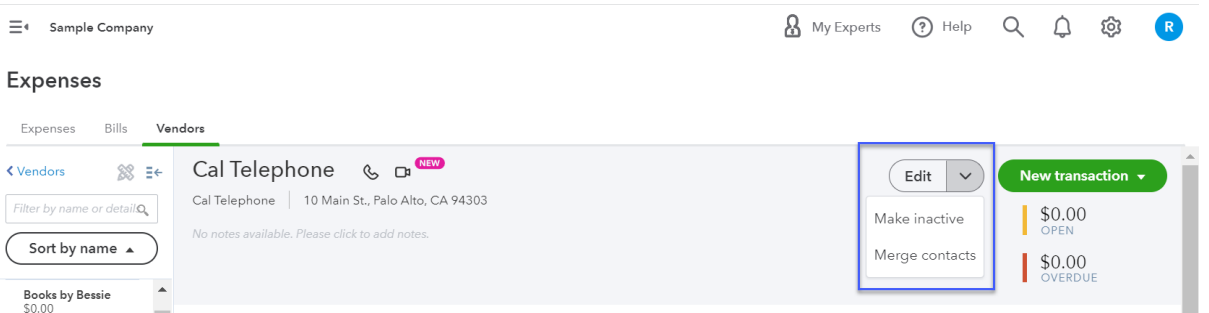 Sample Company
My Experts
Help
R
Expenses
Expenses Bills Vendors
Vendors
Filter by name or details
Sort by name
Books by Bessie
$0.00
Cal Telephone NEW
Cal Telephone 10 Main St., Palo Alto, CA 94303
No notes available. Please click to add notes.
Edit
Make inactive
Merge contacts
New transaction
$0.00
OPEN
$0.00
OVERDUE